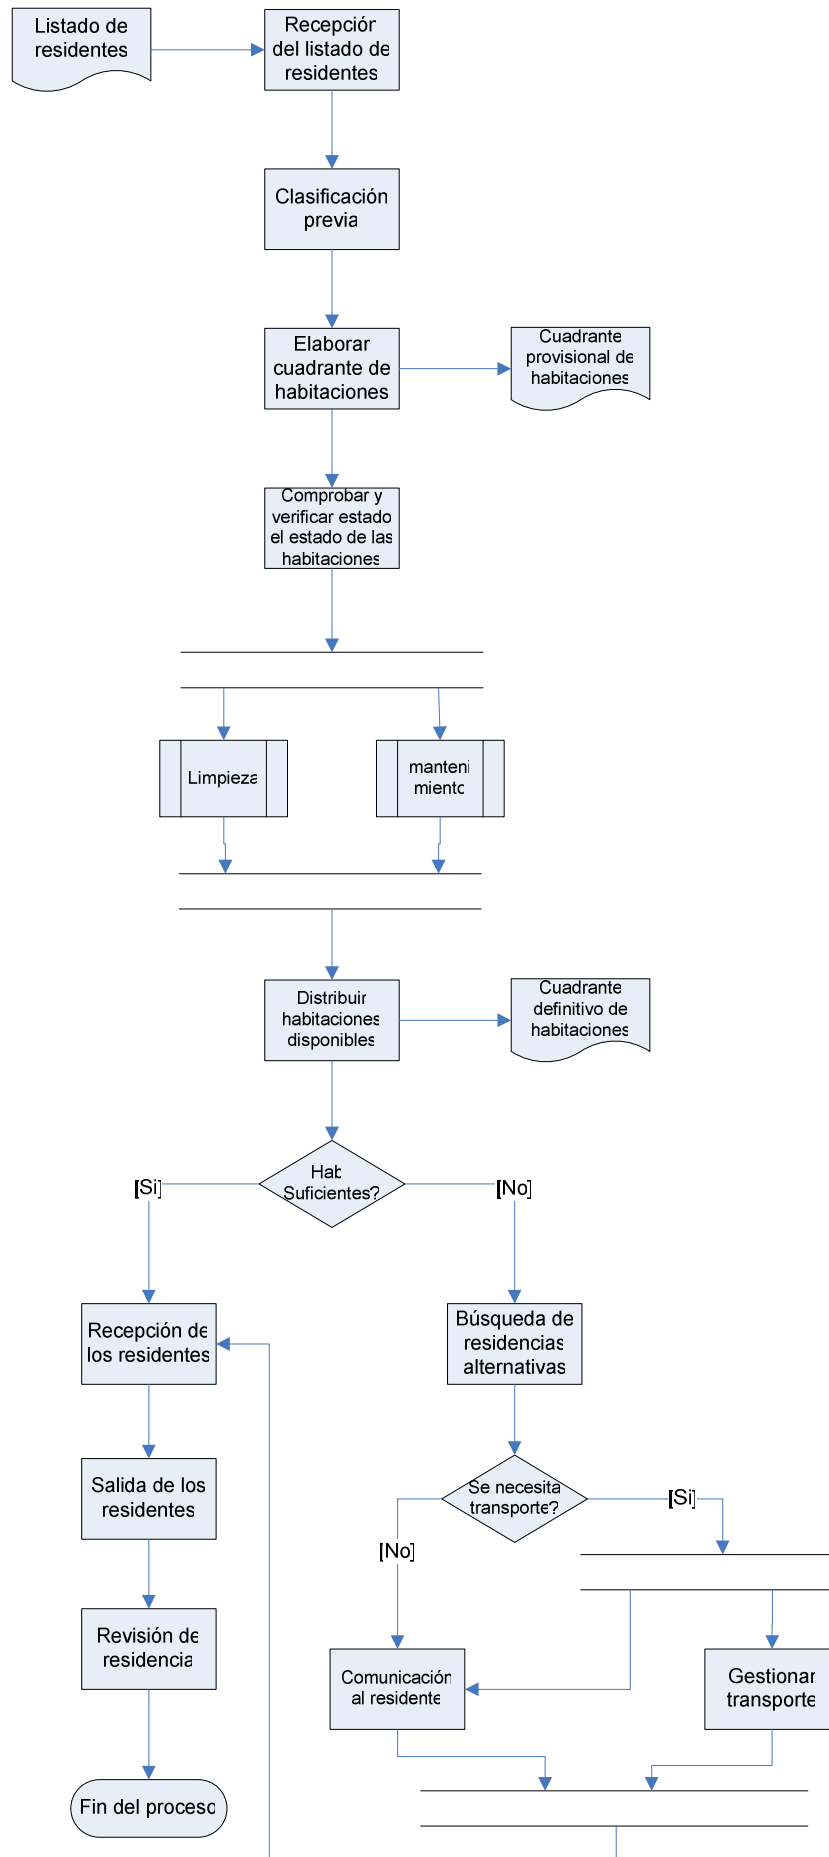 Listado de
residentes
Recepción
del listado de
residentes
Clasificación
previa
Elaborar
cuadrante de
habitaciones
Cuadrante
provisional de
habitaciones
Comprobar y
verificar estado
el estado de las
habitaciones
Limpieza
manteni
miento
Distribuir
habitaciones
disponibles
Cuadrante
definitivo de
habitaciones
Hab
Suficientes?
[Si]
[No]
Recepción de
los residentes
Búsqueda de
residencias
alternativas
Salida de los
residentes
Se necesita
transporte?
[Si]
[No]
Revisión de
residencia
Comunicación
al residente
Gestionar
transporte
Fin del proceso